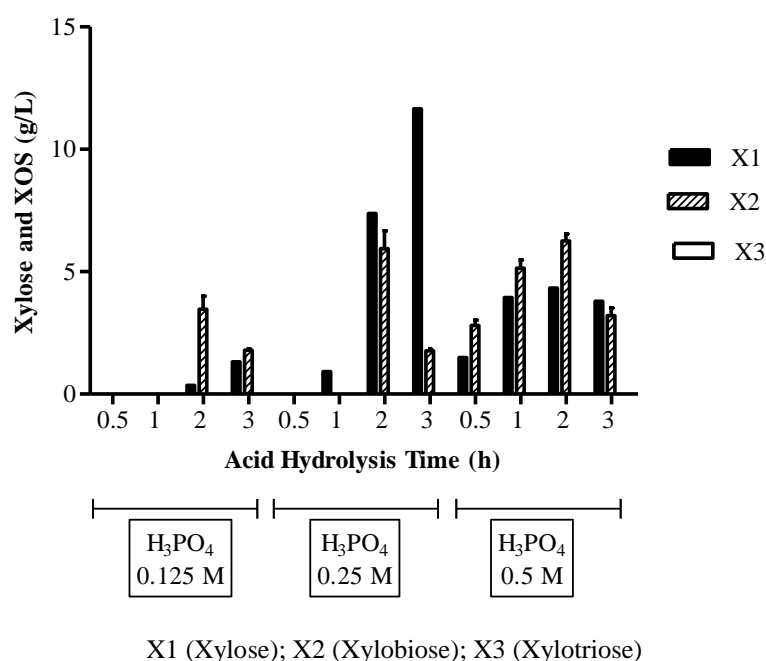 15
10
5
0
Xylose and XOS (g/L)
X1
X2
X3
0.5 1 2 3 0.5 1 2 3 0.5 1 2 3
Acid Hydrolysis Time (h)
H₃PO₄
0.125 M
H₃PO₄
0.25 M
H₃PO₄
0.5 M
X1 (Xylose); X2 (Xylobiose); X3 (Xylotriose)